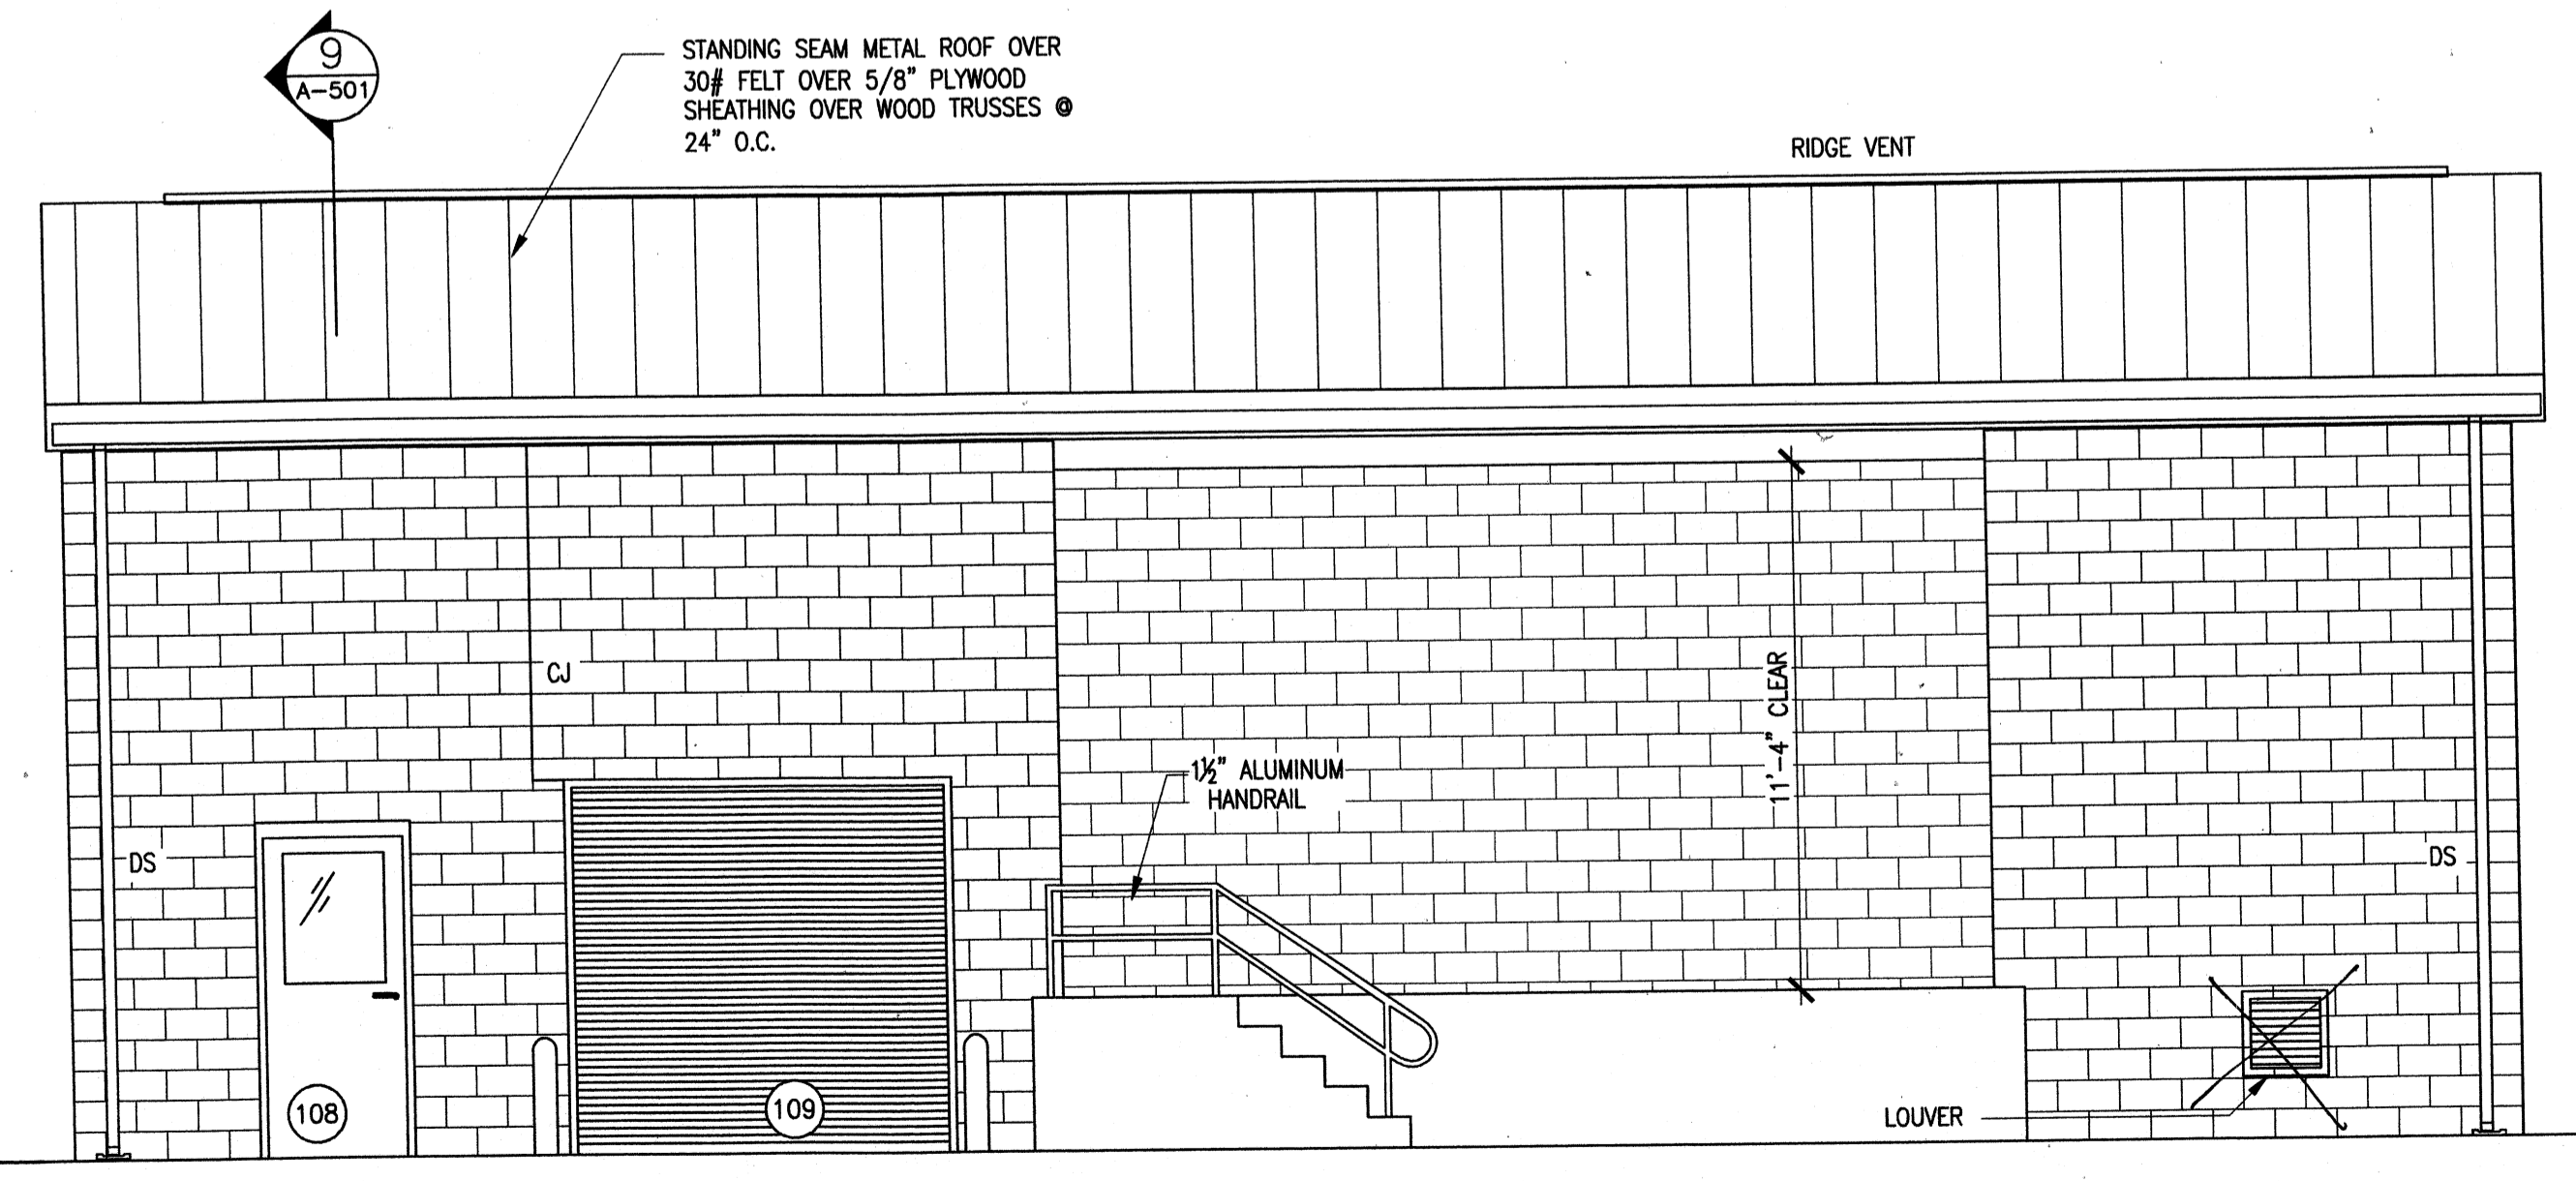 9
A-501
STANDING SEAM METAL ROOF OVER
30# FELT OVER 5/8" PLYWOOD
SHEATHING OVER WOOD TRUSSES @
24" O.C.
RIDGE VENT
CJ
11'-4" CLEAR
1½" ALUMINUM
HANDRAIL
DS
DS
108
109
LOUVER